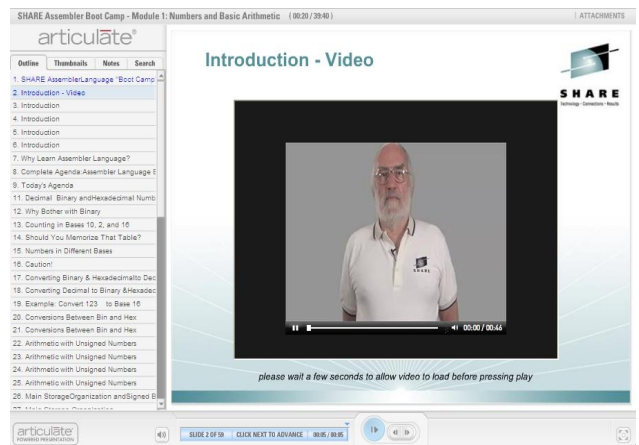 SHARE Assembler Boot Camp - Module 1: Numbers and Basic Arithmetic ( 00:20 / 39:40 )
ATTACHMENTS
articulate®
Outline Thumbnails Notes Search
1. SHARE AssemblerLanguage "Boot Camp
2. Introduction - Video
3. Introduction
4. Introduction
5. Introduction
6. Introduction
7. Why Learn Assembler Language?
8. Complete Agenda:Assembler Language
9. Today's Agenda
11. Decimal Binary andHexadecimal Numb
12. Why Bother with Binary
13. Counting in Bases 10, 2, and 16
14. Should You Memorize That Table?
15. Numbers in Different Bases
16. Caution!
17. Converting Binary & Hexadecimalto Dec
18. Converting Decimal to Binary &Hexadec
19. Example: Convert 123 to Base 16
20. Conversions Between Bin and Hex
21. Conversions Between Bin and Hex
22. Arithmetic with Unsigned Numbers
23. Arithmetic with Unsigned Numbers
24. Arithmetic with Unsigned Numbers
25. Arithmetic with Unsigned Numbers
26. Main StorageOrganization andSigned B
27. Main Storage Organization
Introduction - Video
SHARE
Technology • Connections • Results
SHARE
00:00 / 00:46
please wait a few seconds to allow video to load before pressing play
articulate
POWERED PRESENTATION
SLIDE 2 OF 59 CLICK NEXT TO ADVANCE 00:05 / 00:05